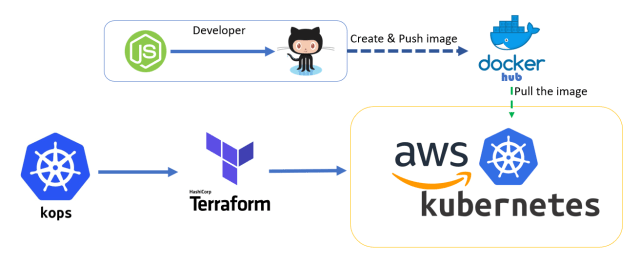 Developer
JS
Create & Push image
docker
hub
Pull the image
kops
HashiCorp
Terraform
aws
kubernetes